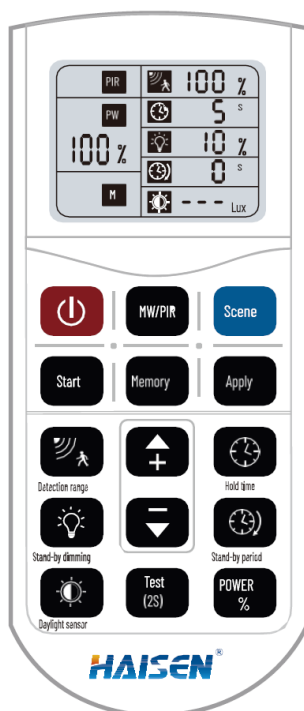 PIR
100 %
PW
5 s
100 %
10 %
0 s
M
--- Lux
MW/PIR
Scene
Start
Memory
Apply
Detection range
+
Hold time
Stand-by dimming
−
Stand-by period
Daylight sensor
Test
(2S)
POWER
%
HAISEN®